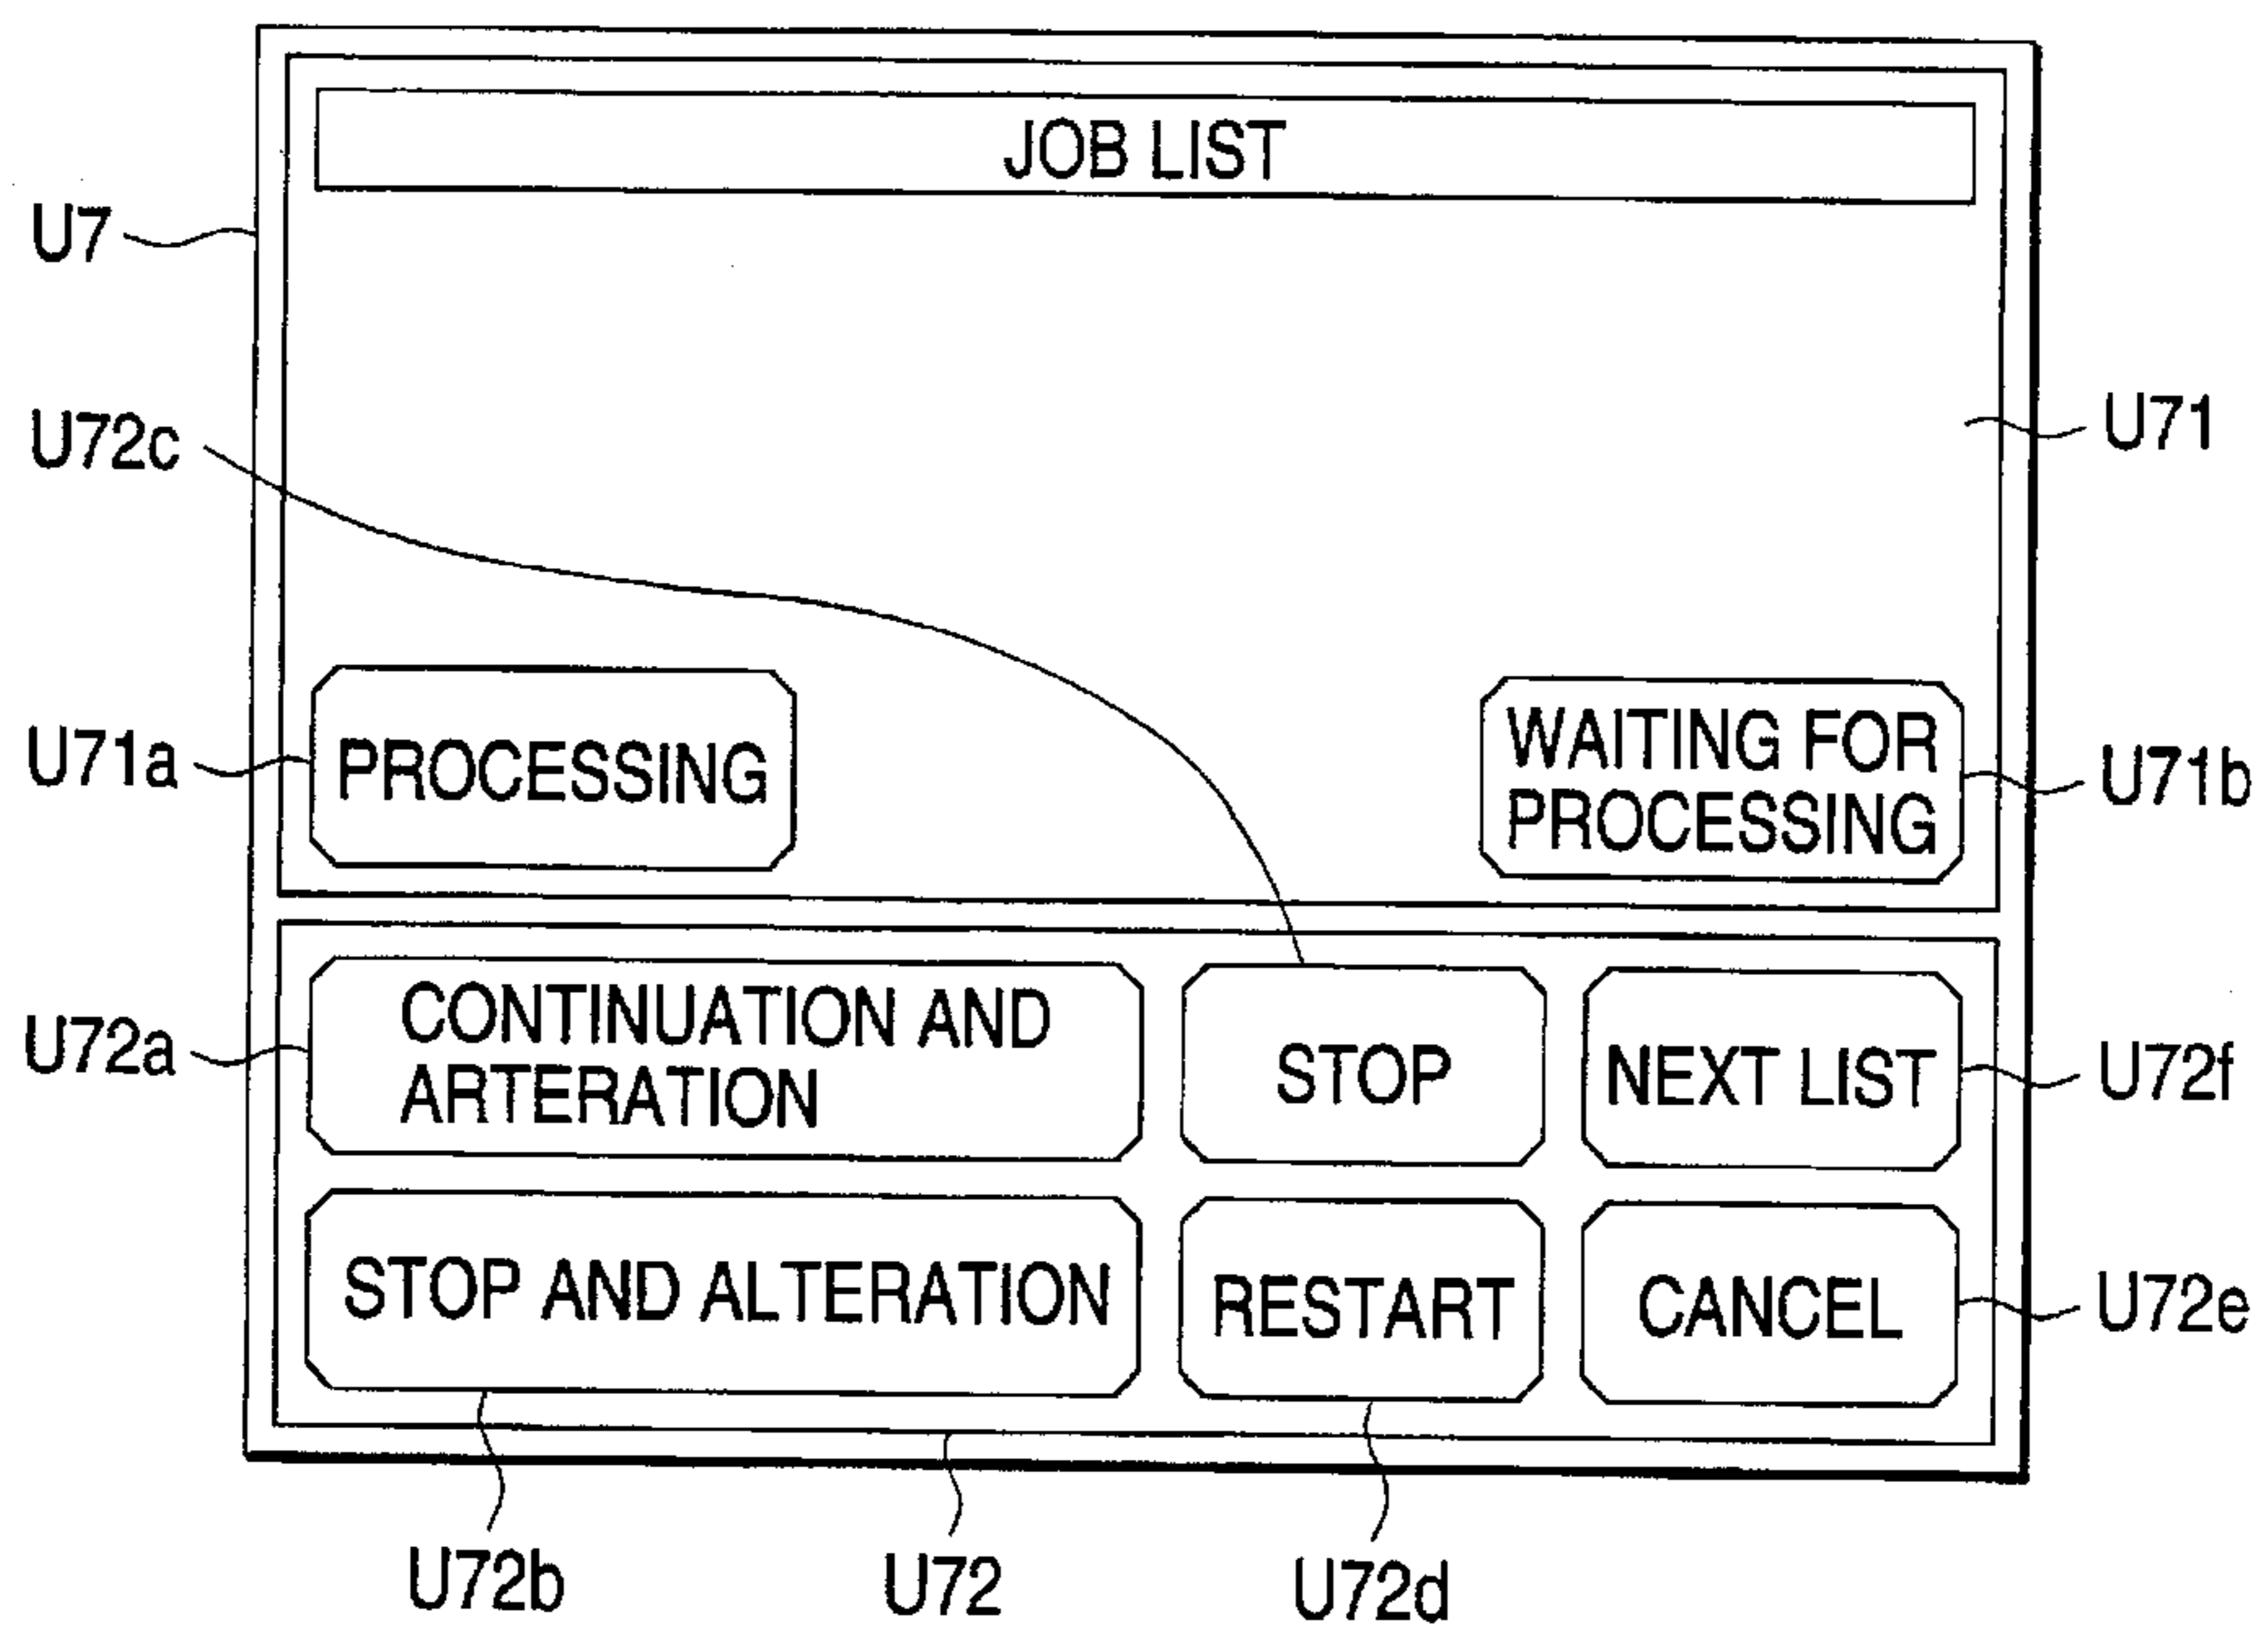 JOB LIST
U7
U72c
U71
PROCESSING
WAITING FOR
PROCESSING
U71a
U71b
CONTINUATION AND
ARTERATION
STOP
NEXT LIST
U72a
U72f
STOP AND ALTERATION
RESTART
CANCEL
U72e
U72b
U72
U72d